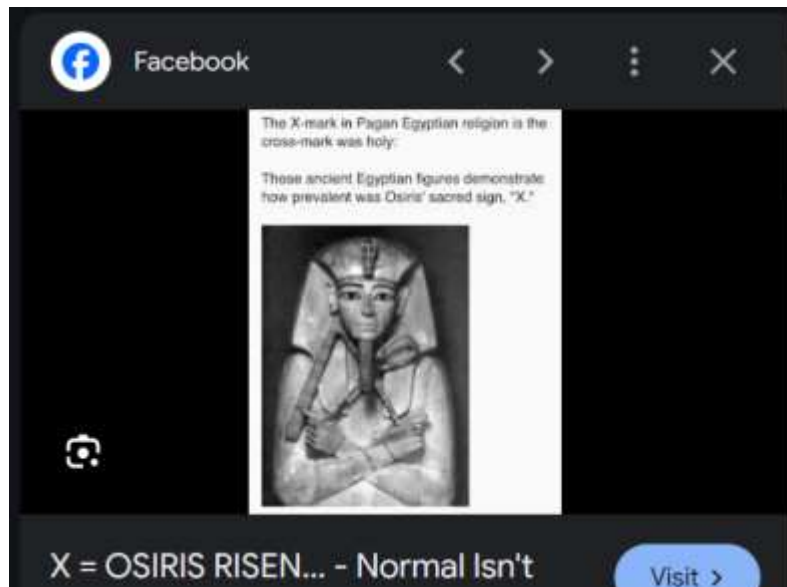 Facebook
The X-mark in Pagan Egyptian religion is the
cross-mark was holy:
These ancient Egyptian figures demonstrate
how prevalent was Osiris' sacred sign, "X."
X = OSIRIS RISEN... - Normal Isn't
Visit >